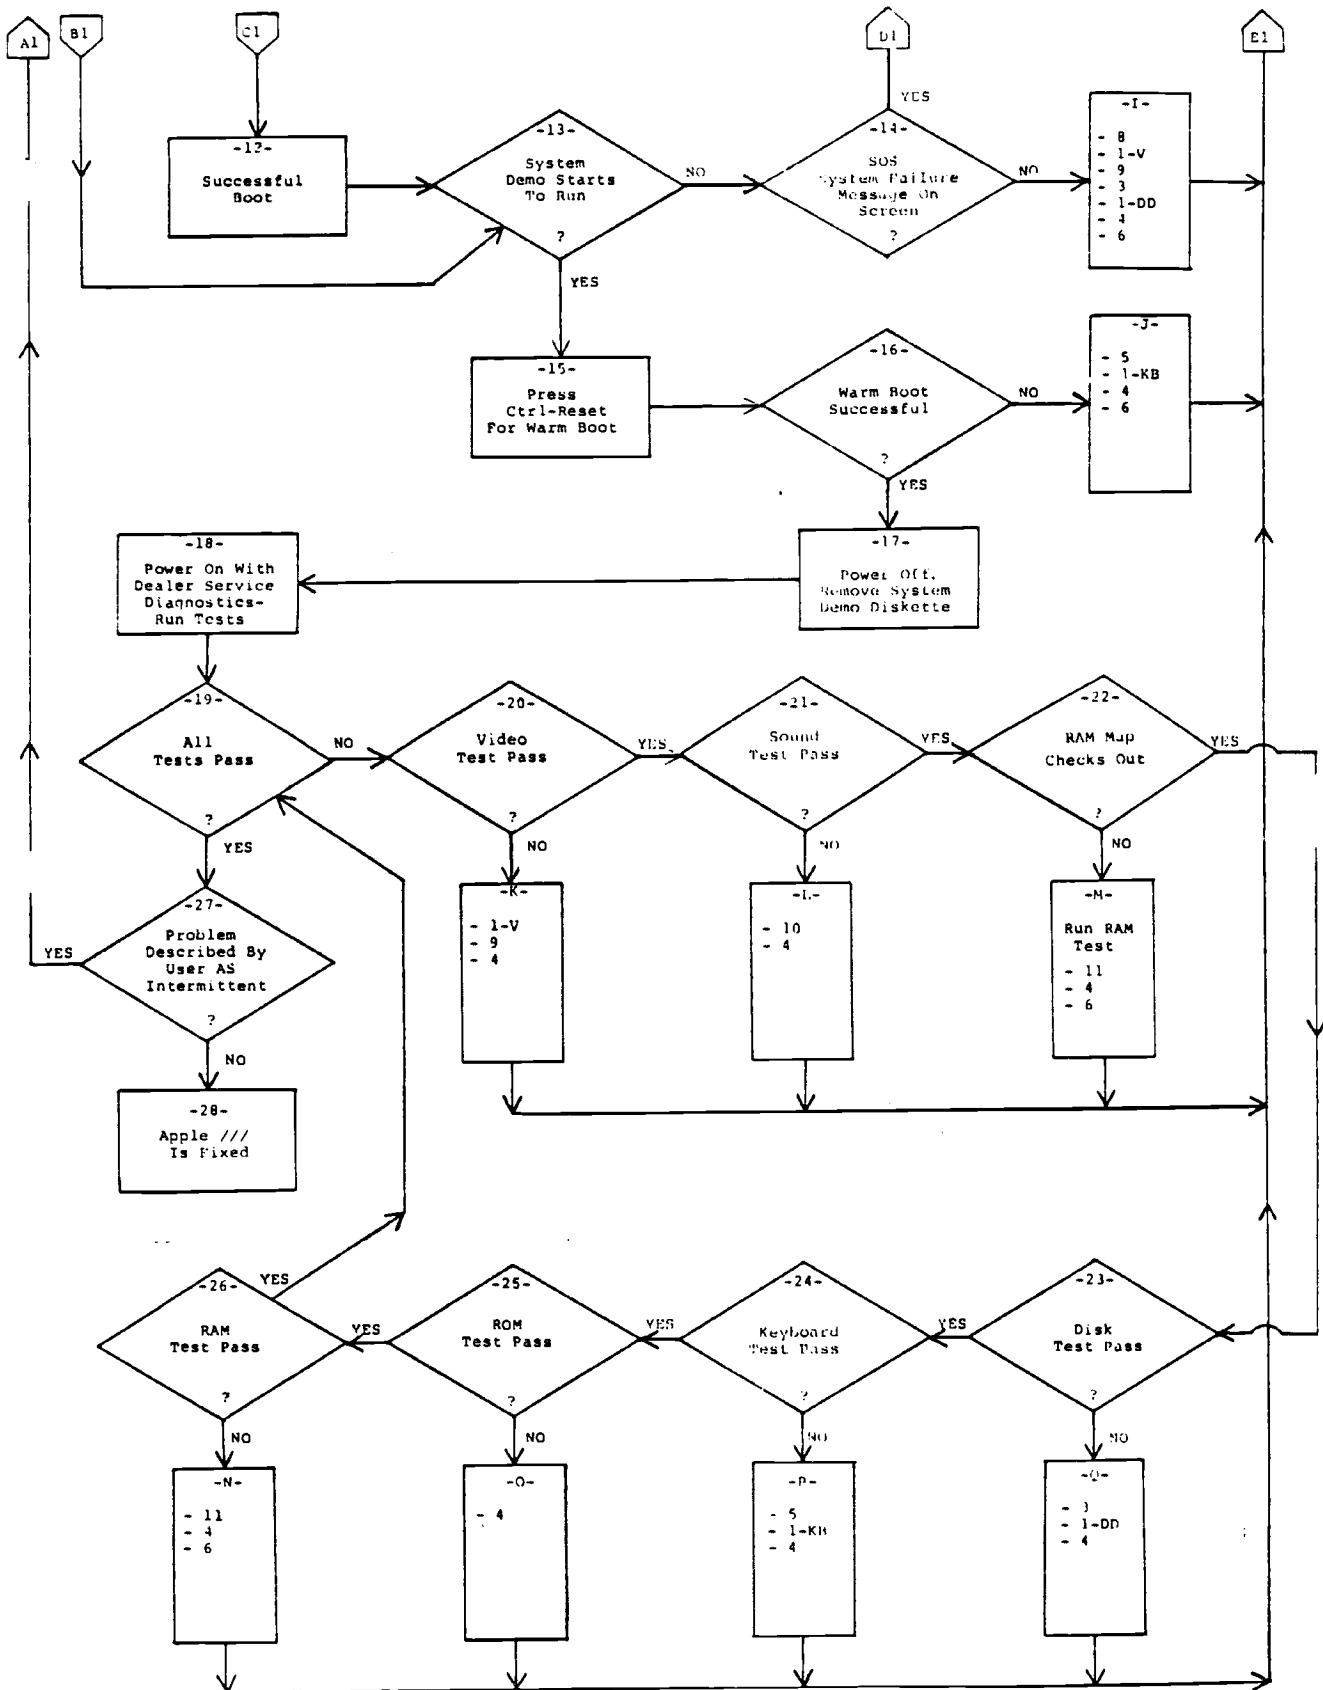 A1
B1
C1
D1
E1
-12-
Successful
Boot
-13-
System
Demo Starts
To Run
?
NO
YES
-14-
SOS
System Failure
Message On
Screen
?
YES
NO
-I-
- 8
- 1-V
- 9
- 3
- 1-DD
- 4
- 6
-15-
Press
Ctrl-Reset
For Warm Boot
-16-
Warm Boot
Successful
?
NO
YES
-J-
- 5
- 1-KB
- 4
- 6
-17-
Power Off,
Remove System
Demo Diskette
-18-
Power On With
Dealer Service
Diagnostics-
Run Tests
-19-
All
Tests Pass
?
NO
YES
-20-
Video
Test Pass
?
YES
NO
-21-
Sound
Test Pass
?
YES
NO
-22-
RAM Map
Checks Out
?
YES
NO
-27-
Problem
Described By
User AS
Intermittent
?
YES
NO
-28-
Apple ///
Is Fixed
-K-
- 1-V
- 9
- 4
-L-
- 10
- 4
-M-
Run RAM
Test
- 11
- 4
- 6
-26-
RAM
Test Pass
?
YES
NO
-25-
ROM
Test Pass
?
YES
NO
-24-
Keyboard
Test Pass
?
YES
NO
-23-
Disk
Test Pass
?
YES
NO
-N-
- 11
- 4
- 6
-O-
- 4
-P-
- 5
- 1-KB
- 4
-Q-
- 3
- 1-DD
- 4